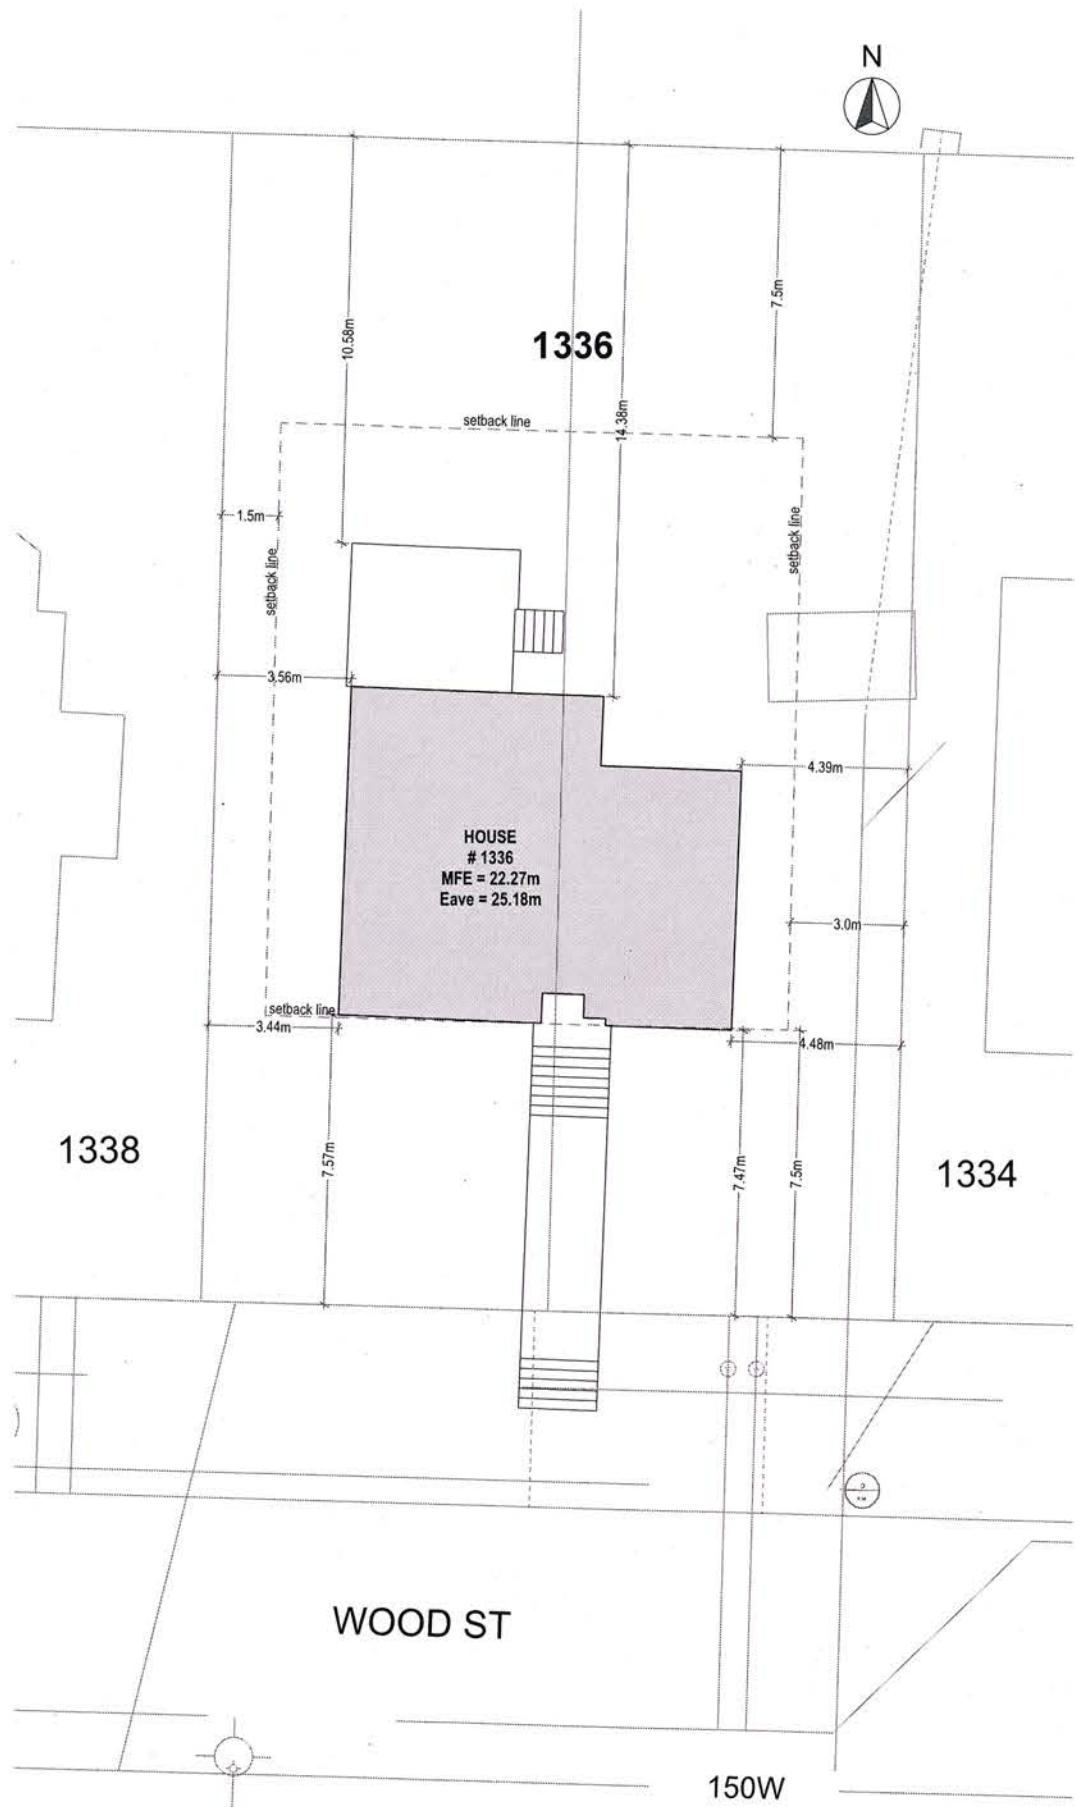 N
7.5m
10.58m
1336
14.38m
setback line
1.5m
setback line
setback line
3.56m
4.39m
HOUSE
# 1336
MFE = 22.27m
Eave = 25.18m
3.0m
setback line
3.44m
4.48m
1338
7.57m
7.47m
7.5m
1334
WOOD ST
150W